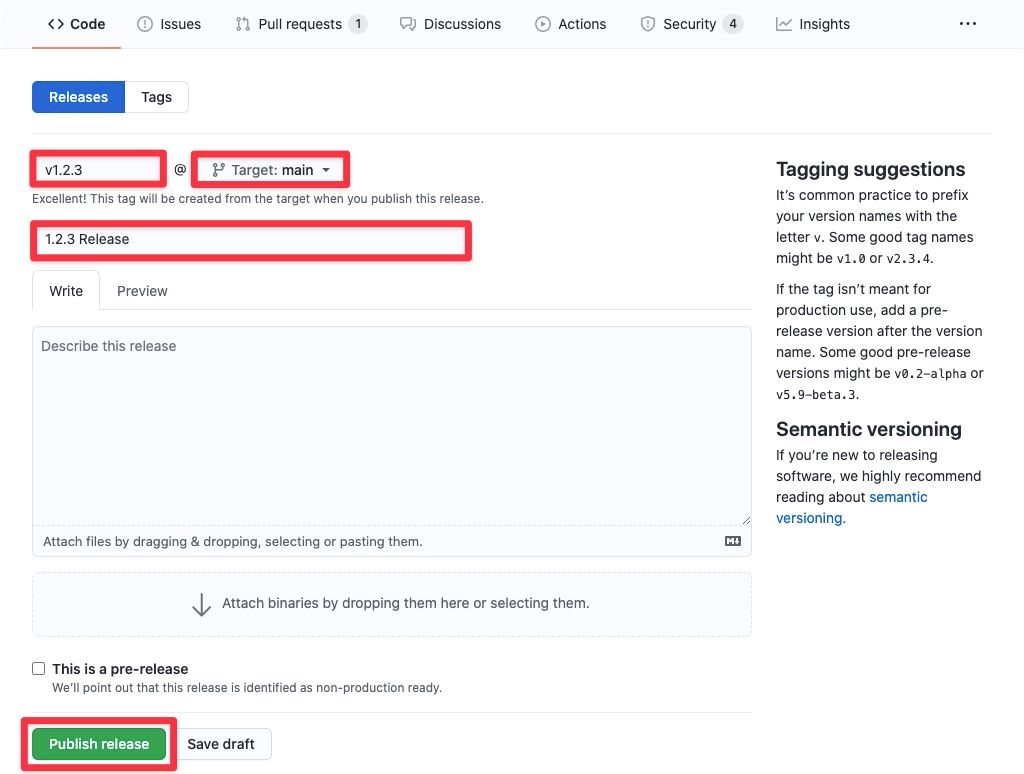 Code Issues Pull requests 1 Discussions Actions Security 4 Insights
Releases Tags
v1.2.3 @ Target: main
Excellent! This tag will be created from the target when you publish this release.
1.2.3 Release
Write Preview
Describe this release
Attach files by dragging & dropping, selecting or pasting them.
Attach binaries by dropping them here or selecting them.
This is a pre-release
We'll point out that this release is identified as non-production ready.
Publish release Save draft
Tagging suggestions
It's common practice to prefix
your version names with the
letter v. Some good tag names
might be v1.0 or v2.3.4.
If the tag isn't meant for
production use, add a pre-
release version after the version
name. Some good pre-release
versions might be v0.2-alpha or
v5.9-beta.3.
Semantic versioning
If you're new to releasing
software, we highly recommend
reading about semantic
versioning.